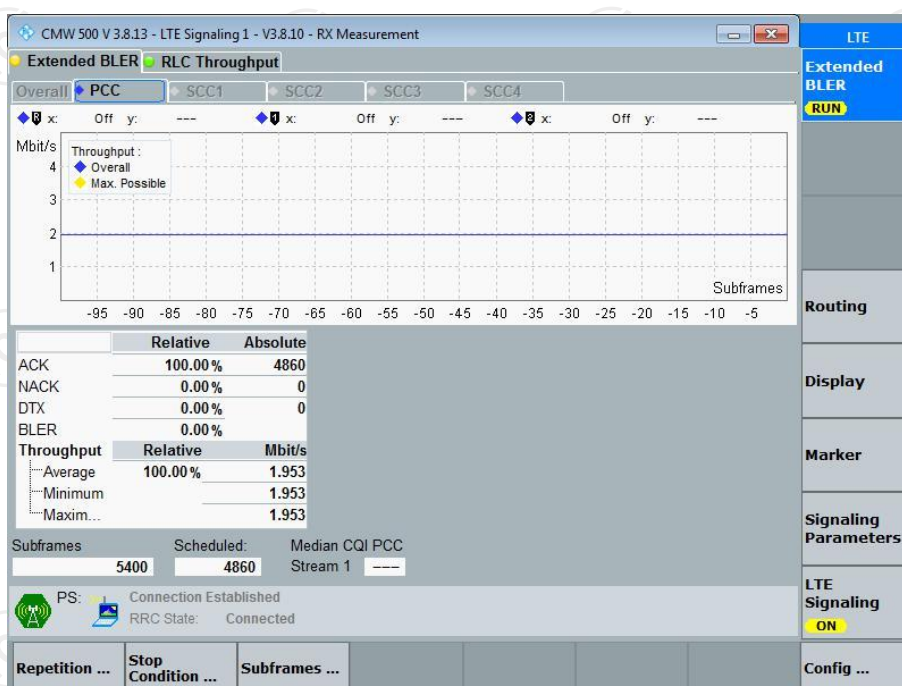 CMW 500 V 3.8.13 - LTE Signaling 1 - V3.8.10 - RX Measurement
LTE
Extended BLER RLC Throughput
Extended
BLER
RUN
Overall PCC SCC1 SCC2 SCC3 SCC4
x: Off y: --- 1 x: Off y: --- 2 x: Off y: ---
Mbit/s
Throughput :
Overall
Max. Possible
4
3
2
1
Subframes
-95 -90 -85 -80 -75 -70 -65 -60 -55 -50 -45 -40 -35 -30 -25 -20 -15 -10 -5
Routing
Relative Absolute
ACK 100.00 % 4860
NACK 0.00 % 0
DTX 0.00 % 0
BLER 0.00 %
Display
Throughput Relative Mbit/s
Average 100.00 % 1.953
Minimum 1.953
Maxim... 1.953
Marker
Signaling
Parameters
Subframes Scheduled: Median CQI PCC
5400 4860 Stream 1 ---
PS: Connection Established
RRC State: Connected
LTE
Signaling
ON
Repetition ... Stop Condition ... Subframes ... Config ...